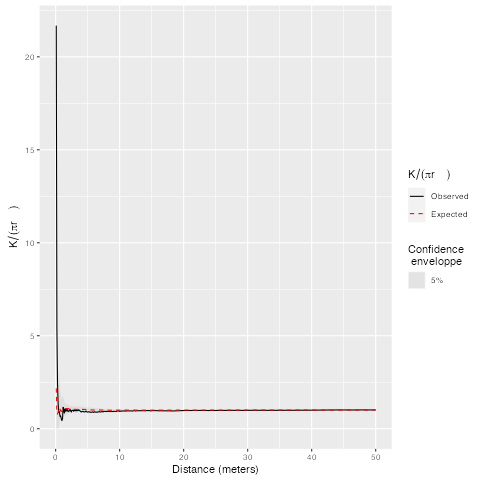 20
15
10
5
0
0
10
20
30
40
50
Distance (meters)
K/(πr )
K/(πr )
Observed
Expected
Confidence
enveloppe
5%